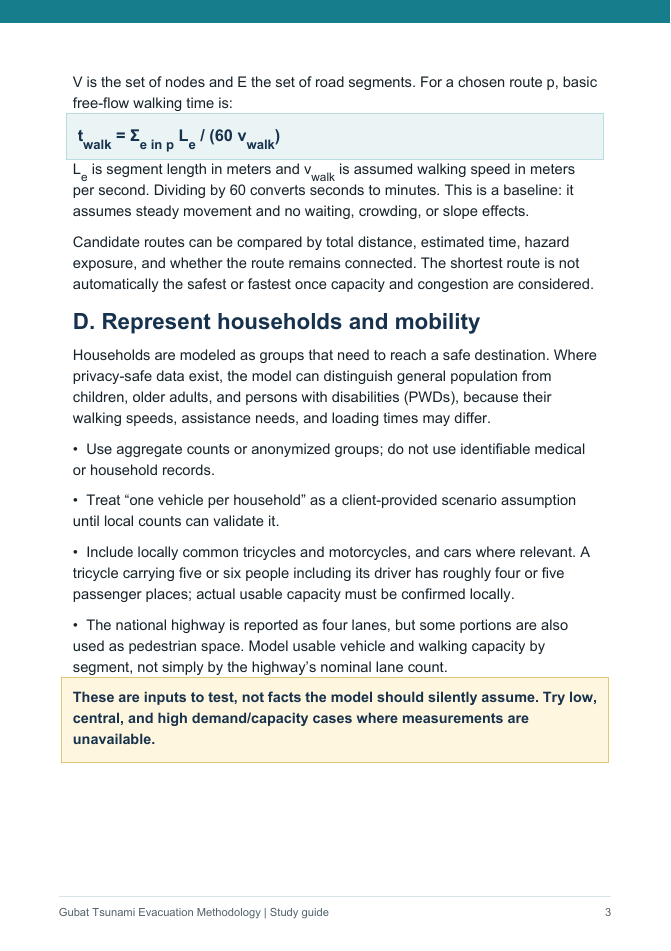 V is the set of nodes and E the set of road segments. For a chosen route p, basic
free-flow walking time is:
t_walk = Σ_e in p L_e / (60 v_walk)
L_e is segment length in meters and v_walk is assumed walking speed in meters
per second. Dividing by 60 converts seconds to minutes. This is a baseline: it
assumes steady movement and no waiting, crowding, or slope effects.
Candidate routes can be compared by total distance, estimated time, hazard
exposure, and whether the route remains connected. The shortest route is not
automatically the safest or fastest once capacity and congestion are considered.
D. Represent households and mobility
Households are modeled as groups that need to reach a safe destination. Where
privacy-safe data exist, the model can distinguish general population from
children, older adults, and persons with disabilities (PWDs), because their
walking speeds, assistance needs, and loading times may differ.
• Use aggregate counts or anonymized groups; do not use identifiable medical
or household records.
• Treat “one vehicle per household” as a client-provided scenario assumption
until local counts can validate it.
• Include locally common tricycles and motorcycles, and cars where relevant. A
tricycle carrying five or six people including its driver has roughly four or five
passenger places; actual usable capacity must be confirmed locally.
• The national highway is reported as four lanes, but some portions are also
used as pedestrian space. Model usable vehicle and walking capacity by
segment, not simply by the highway’s nominal lane count.
These are inputs to test, not facts the model should silently assume. Try low,
central, and high demand/capacity cases where measurements are
unavailable.
Gubat Tsunami Evacuation Methodology | Study guide
3